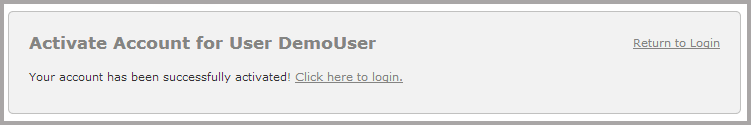 Activate Account for User DemoUser
Return to Login
Your account has been successfully activated! Click here to login.